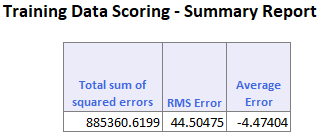 Training Data Scoring - Summary Report
Total sum of squared errors RMS Error Average Error
885360.6199 44.50475 -4.47404